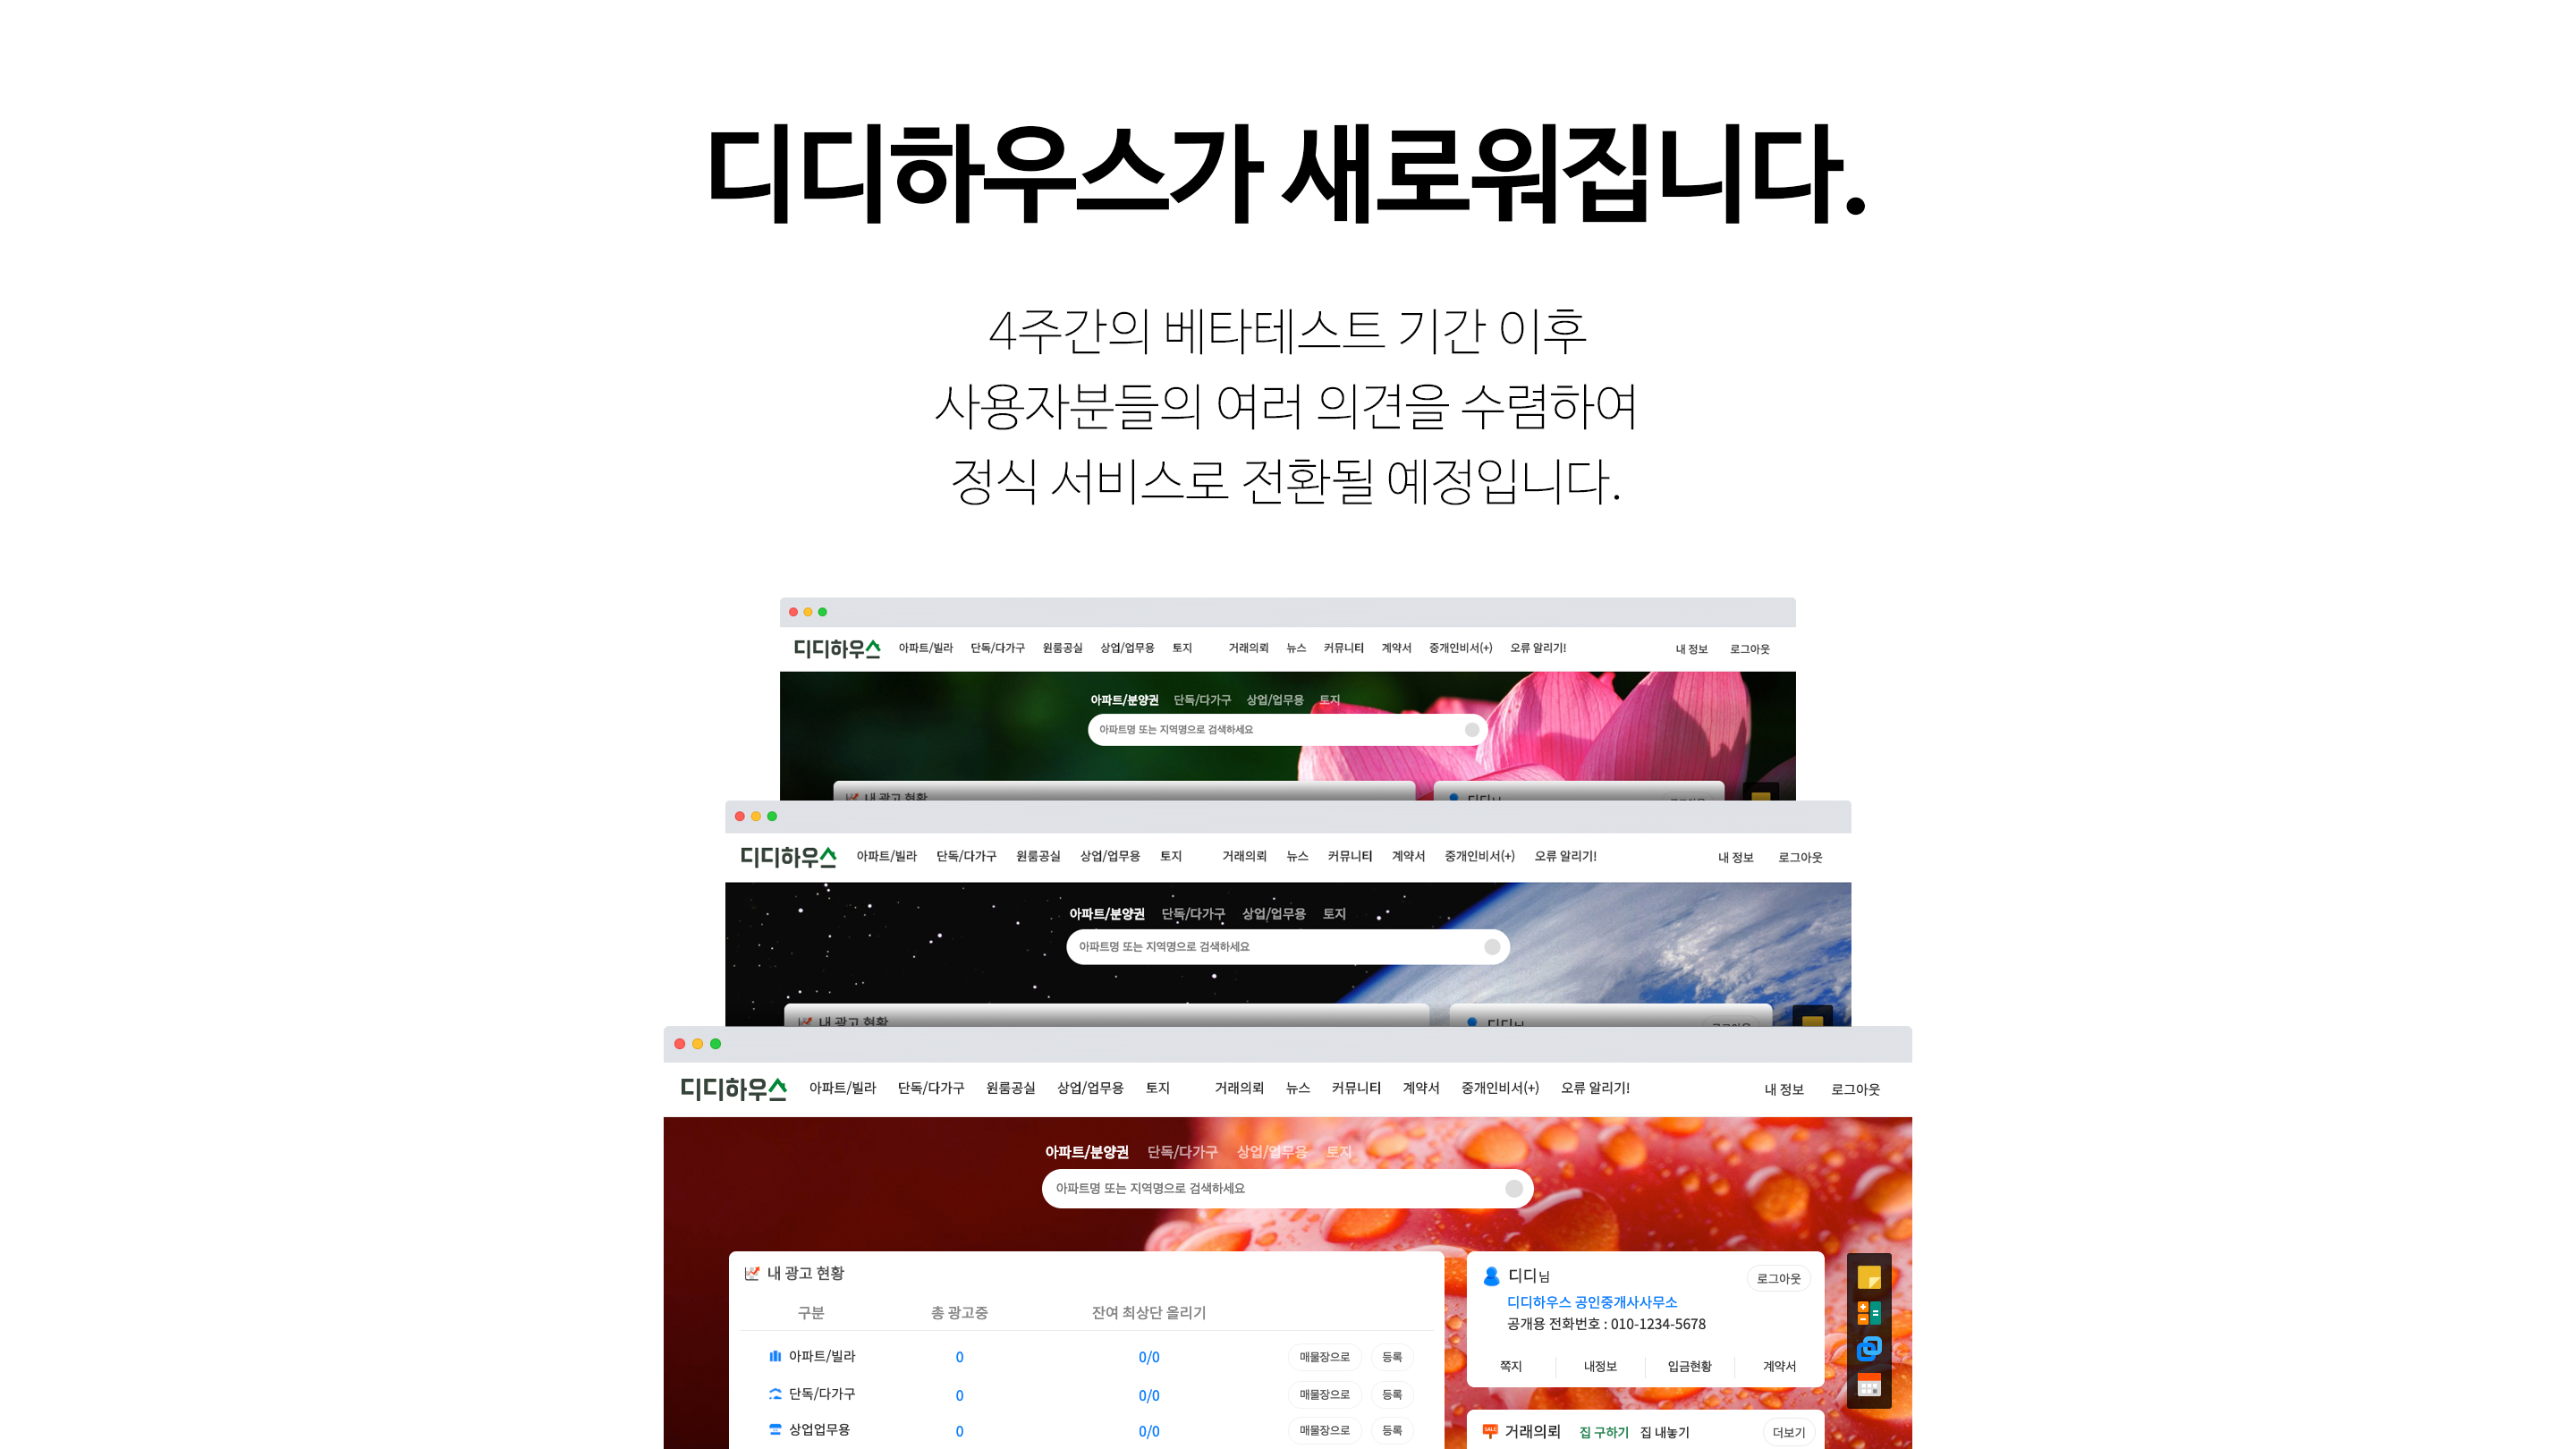 디디하우스가 새로워집니다.
4주간의 베타테스트 기간 이후
사용자분들의 여러 의견을 수렴하여
정식 서비스로 전환될 예정입니다.
디디하우스 아파트/빌라 단독/다가구 원룸공실 상업/업무용 토지 거래의뢰 뉴스 커뮤니티 계약서 중개인비서(+) 오류 알리기! 내 정보 로그아웃
아파트/분양권 단독/다가구 상업/업무용 토지
아파트명 또는 지역명으로 검색하세요
내 광고 현황 디디님 로그아웃
디디하우스 아파트/빌라 단독/다가구 원룸공실 상업/업무용 토지 거래의뢰 뉴스 커뮤니티 계약서 중개인비서(+) 오류 알리기! 내 정보 로그아웃
아파트/분양권 단독/다가구 상업/업무용 토지
아파트명 또는 지역명으로 검색하세요
내 광고 현황 디디님 로그아웃
디디하우스 아파트/빌라 단독/다가구 원룸공실 상업/업무용 토지 거래의뢰 뉴스 커뮤니티 계약서 중개인비서(+) 오류 알리기! 내 정보 로그아웃
아파트/분양권 단독/다가구 상업/업무용 토지
아파트명 또는 지역명으로 검색하세요
내 광고 현황
구분 총 광고중 잔여 최상단 올리기
아파트/빌라 0 0/0 매물장으로 등록
단독/다가구 0 0/0 매물장으로 등록
상업업무용 0 0/0 매물장으로 등록
디디님 로그아웃
디디하우스 공인중개사사무소
공개용 전화번호 : 010-1234-5678
쪽지 내정보 입금현황 계약서
SALE 거래의뢰 집 구하기 집 내놓기 더보기